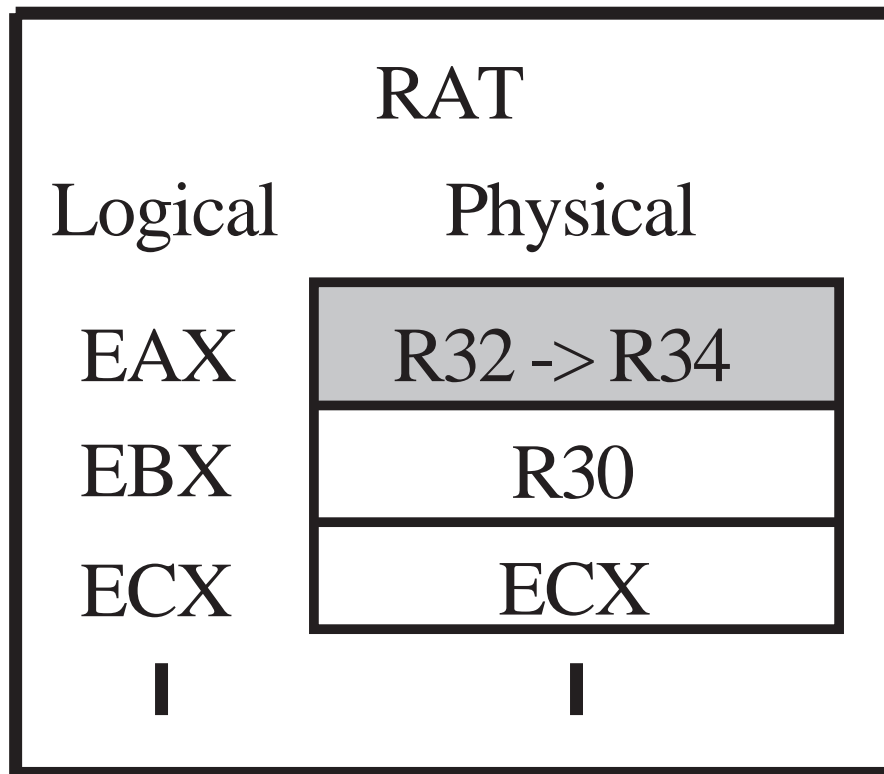 RAT
Logical Physical
EAX R32 -> R34
EBX R30
ECX ECX